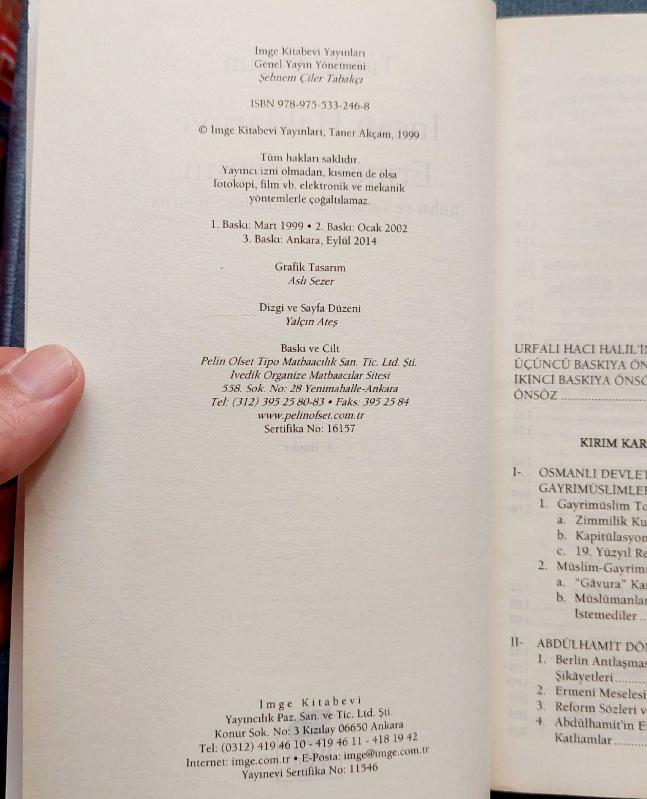 İmge Kitabevi Yayınları
Genel Yayın Yönetmeni
Şebnem Çiler Tabakçı
ISBN 978-975-533-246-8
© İmge Kitabevi Yayınları, Taner Akçam, 1999
Tüm hakları saklıdır.
Yayıncı izni olmadan, kısmen de olsa
fotokopi, film vb. elektronik ve mekanik
yöntemlerle çoğaltılamaz.
1. Baskı: Mart 1999 • 2. Baskı: Ocak 2002
3. Baskı: Ankara, Eylül 2014
Grafik Tasarım
Aslı Sezer
Dizgi ve Sayfa Düzeni
Yalçın Ateş
Baskı ve Cilt
Pelin Ofset Tipo Matbaacılık San. Tic. Ltd. Şti.
İvedik Organize Matbaacılar Sitesi
558. Sok. No: 28 Yenimahalle-Ankara
Tel: (312) 395 25 80-83 • Faks: 395 25 84
www.pelinofset.com.tr
Sertifika No: 16157
İmge Kitabevi
Yayıncılık Paz. San. ve Tic. Ltd. Şti.
Konur Sok. No: 3 Kızılay 06650 Ankara
Tel: (0312) 419 46 10 - 419 46 11 - 418 19 42
Internet: imge.com.tr • E-Posta: imge@imge.com.tr
Yayınevi Sertifika No: 11546
URFALI HACI HALİL'İN
ÜÇÜNCÜ BASKIYA ÖN
İKİNCİ BASKIYA ÖNSÖ
ÖNSÖZ
KIRIM KAR
I- OSMANLI DEVLET
GAYRİMÜSLİMLER
1. Gayrimüslim To
a. Zimmilik Ku
b. Kapitülasyon
c. 19. Yüzyıl Re
2. Müslim-Gayrim
a. "Gâvura" Kar
b. Müslümanlar
İstemediler
II- ABDÜLHAMİT DÖ
1. Berlin Antlaşmas
Şikâyetleri
2. Ermeni Meselesi
3. Reform Sözleri v
4. Abdülhamit'in E
Katliamlar